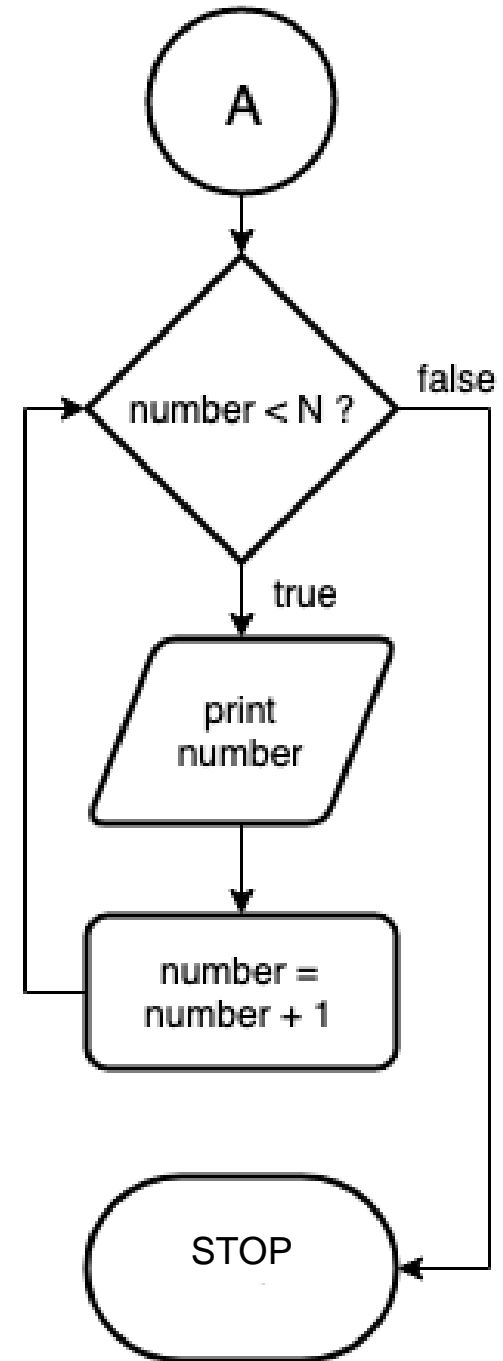 A
number < N ?
false
true
print
number
number =
number + 1
STOP